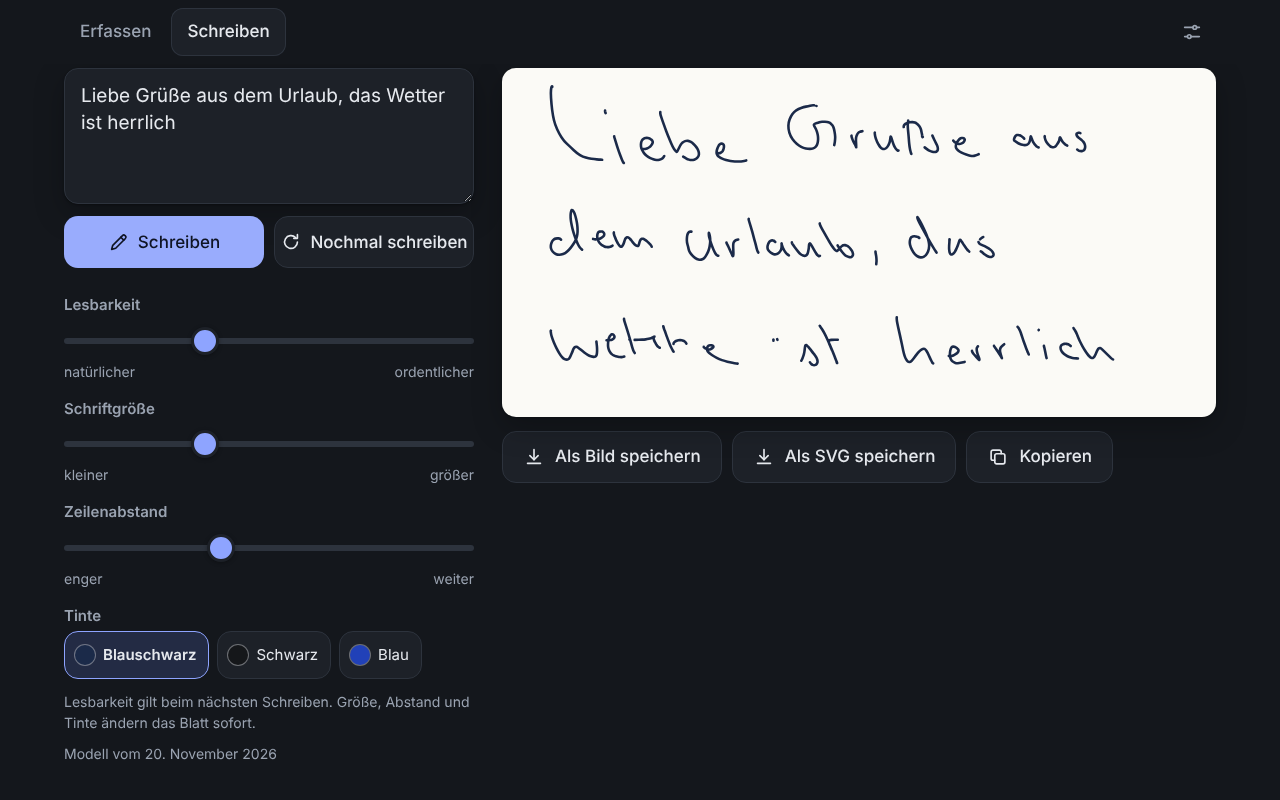 Erfassen
Schreiben
Liebe Grüße aus dem Urlaub, das Wetter
ist herrlich
Schreiben
Nochmal schreiben
Lesbarkeit
natürlicher
ordentlicher
Schriftgröße
kleiner
größer
Zeilenabstand
enger
weiter
Tinte
Blauschwarz
Schwarz
Blau
Lesbarkeit gilt beim nächsten Schreiben. Größe, Abstand und
Tinte ändern das Blatt sofort.
Modell vom 20. November 2026
Liebe Gruße aus
dem Urlaub, das
ist herrlich
Als Bild speichern
Als SVG speichern
Kopieren